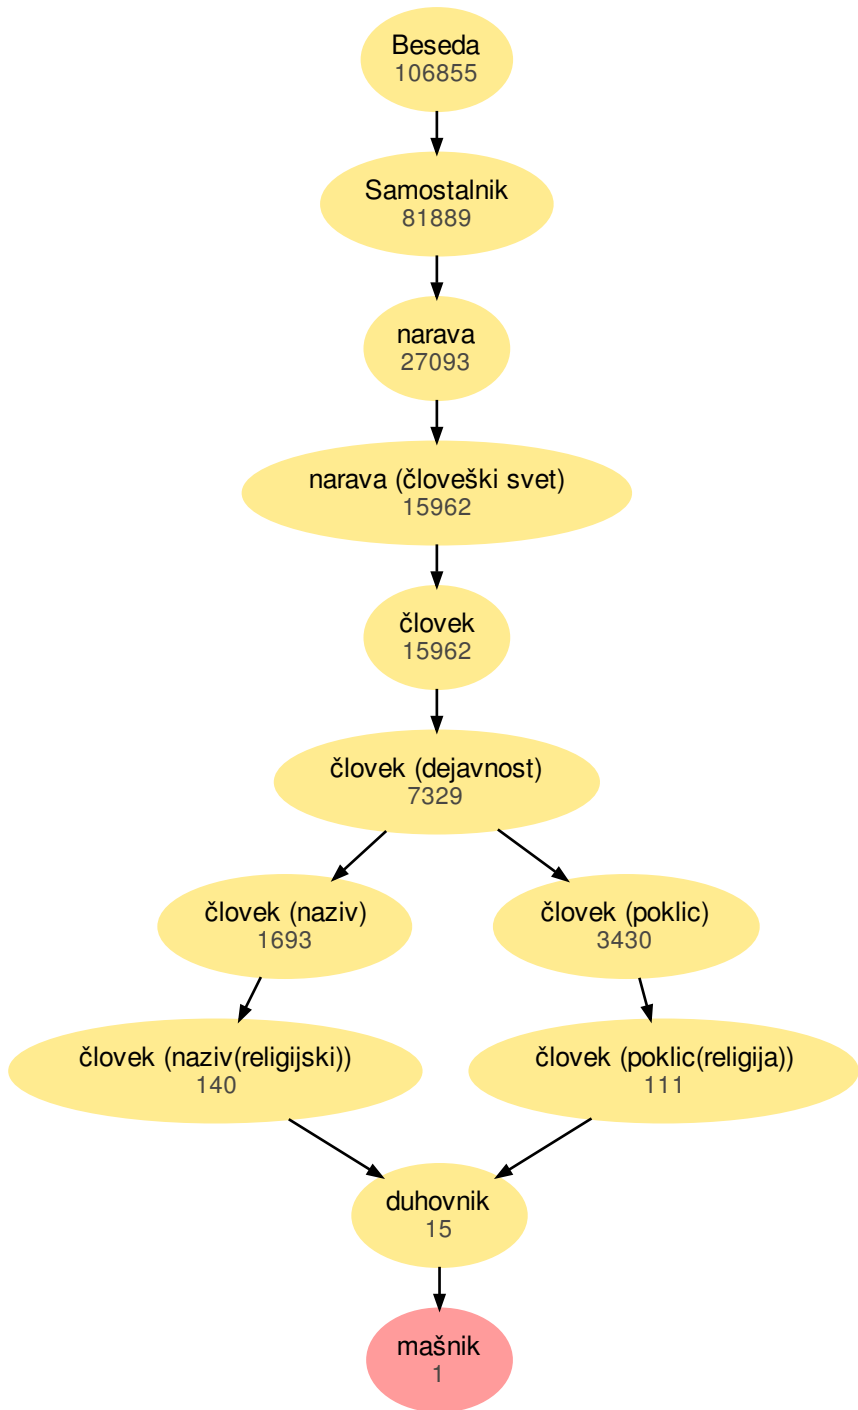 Beseda
106855
Samostalnik
81889
narava
27093
narava (človeški svet)
15962
človek
15962
človek (dejavnost)
7329
človek (naziv)
1693
človek (poklic)
3430
človek (naziv(religijski))
140
človek (poklic(religija))
111
duhovnik
15
mašnik
1